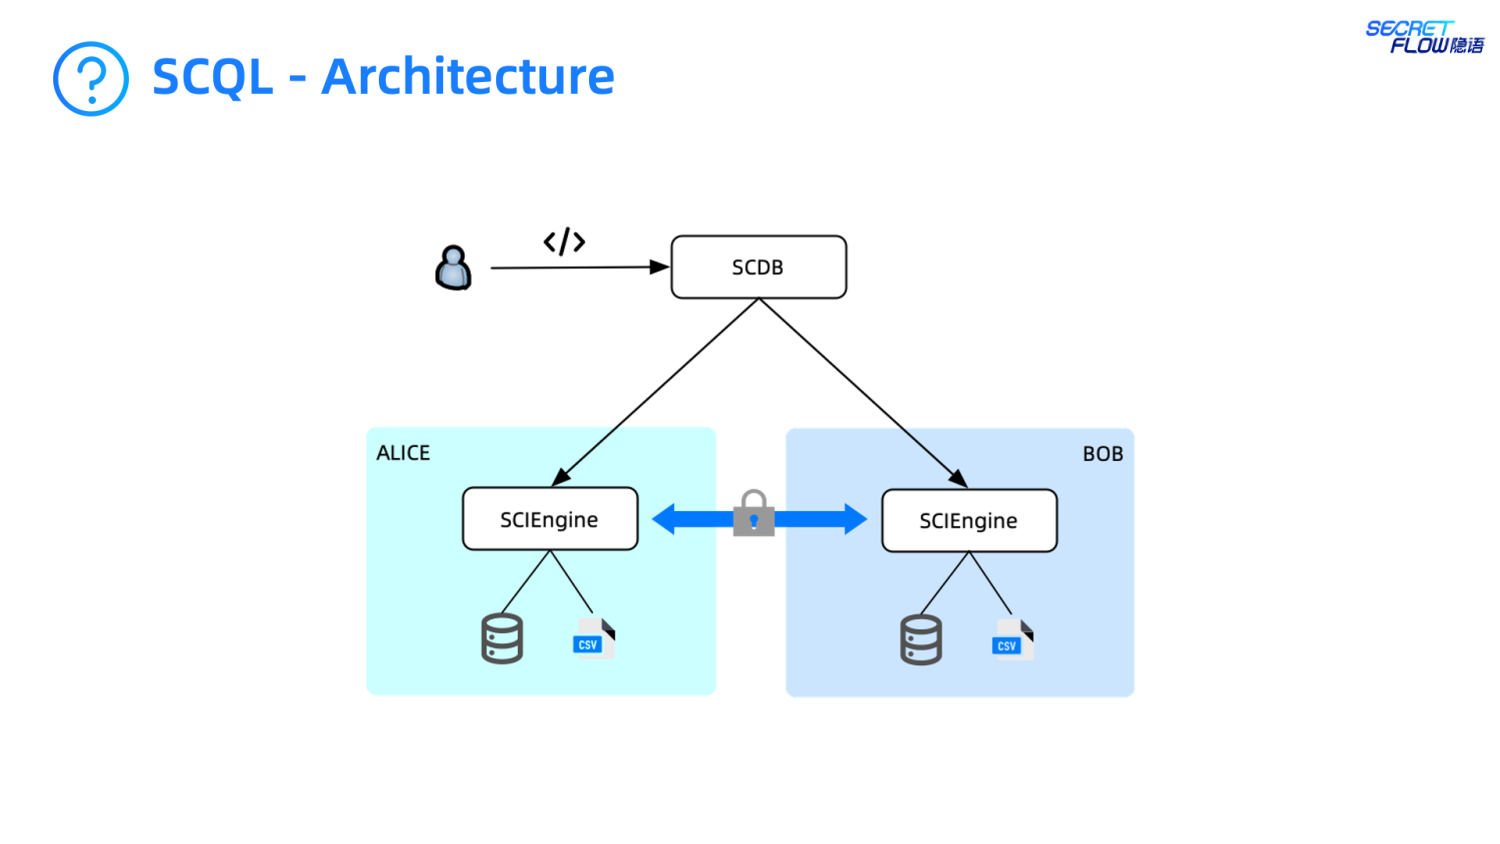 SECRET
FLOW隐语
SCQL - Architecture
</>
SCDB
ALICE
BOB
SCIEngine
SCIEngine
CSV
CSV